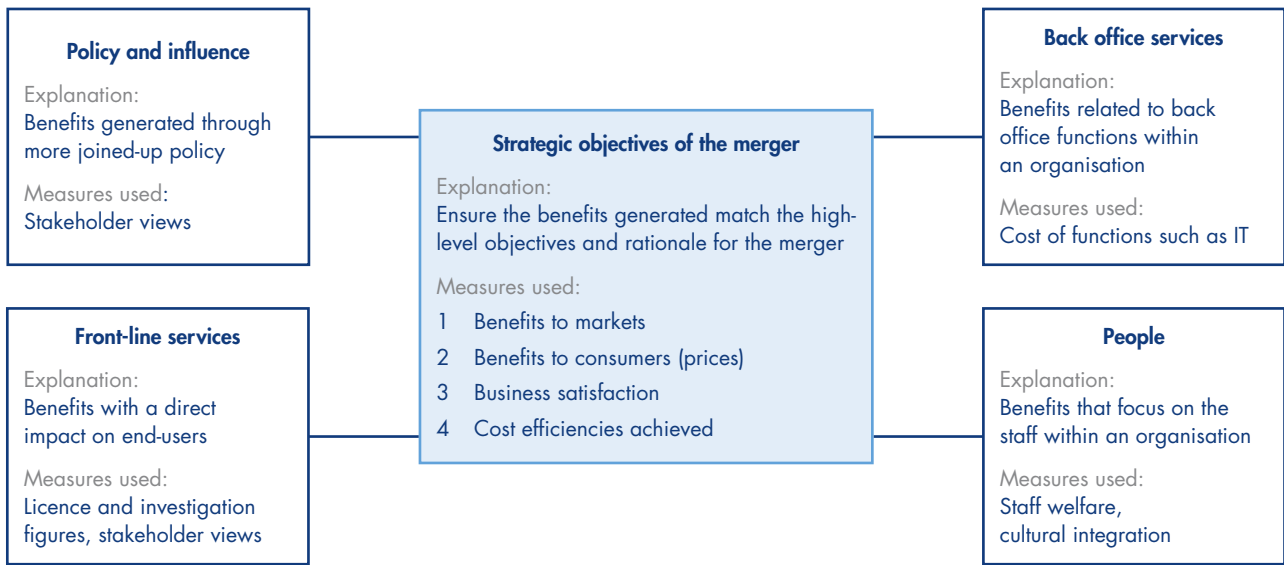 Policy and influence
Explanation:
Benefits generated through
more joined-up policy
Measures used:
Stakeholder views
Back office services
Explanation:
Benefits related to back
office functions within
an organisation
Measures used:
Cost of functions such as IT
Strategic objectives of the merger
Explanation:
Ensure the benefits generated match the high-
level objectives and rationale for the merger
Measures used:
1 Benefits to markets
2 Benefits to consumers (prices)
3 Business satisfaction
4 Cost efficiencies achieved
Front-line services
Explanation:
Benefits with a direct
impact on end-users
Measures used:
Licence and investigation
figures, stakeholder views
People
Explanation:
Benefits that focus on the
staff within an organisation
Measures used:
Staff welfare,
cultural integration